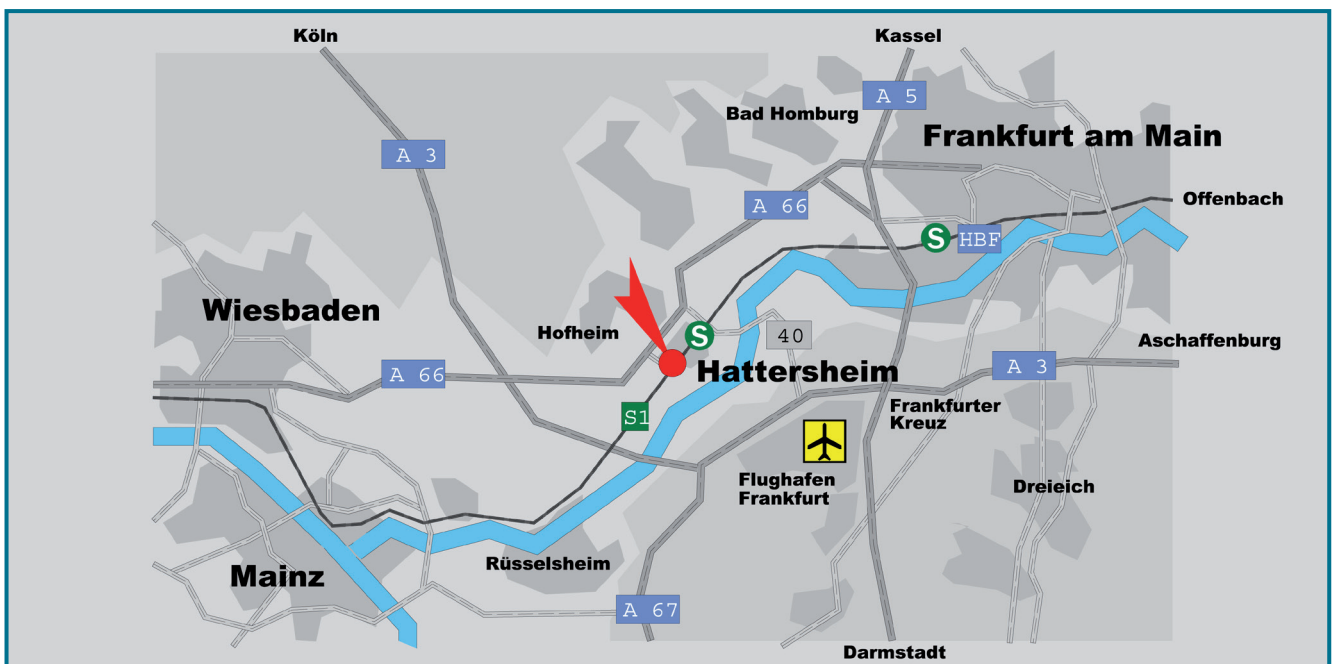 Köln
Kassel
A 5
Bad Homburg
Frankfurt am Main
A 3
A 66
Offenbach
S
HBF
Wiesbaden
Hofheim
S
40
Aschaffenburg
A 66
Hattersheim
A 3
S1
Frankfurter
Kreuz
Flughafen
Frankfurt
Dreieich
Rüsselsheim
Mainz
A 67
Darmstadt